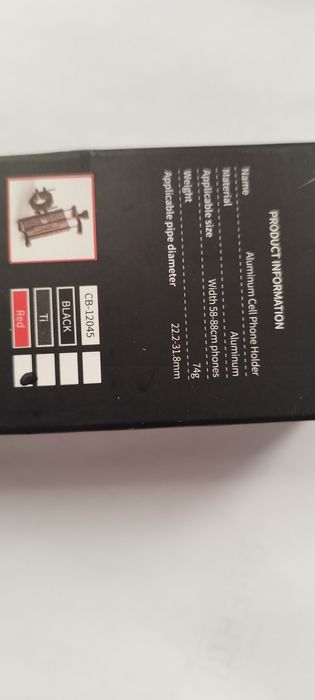 PRODUCT INFORMATION
Name Aluminum Cell Phone Holder
Material Aluminum
Applicable size Width 58-88cm phones
Weight 74g
Applicable pipe diameter 22.2-31.8mm
CB-12045
BLACK
Ti
Red